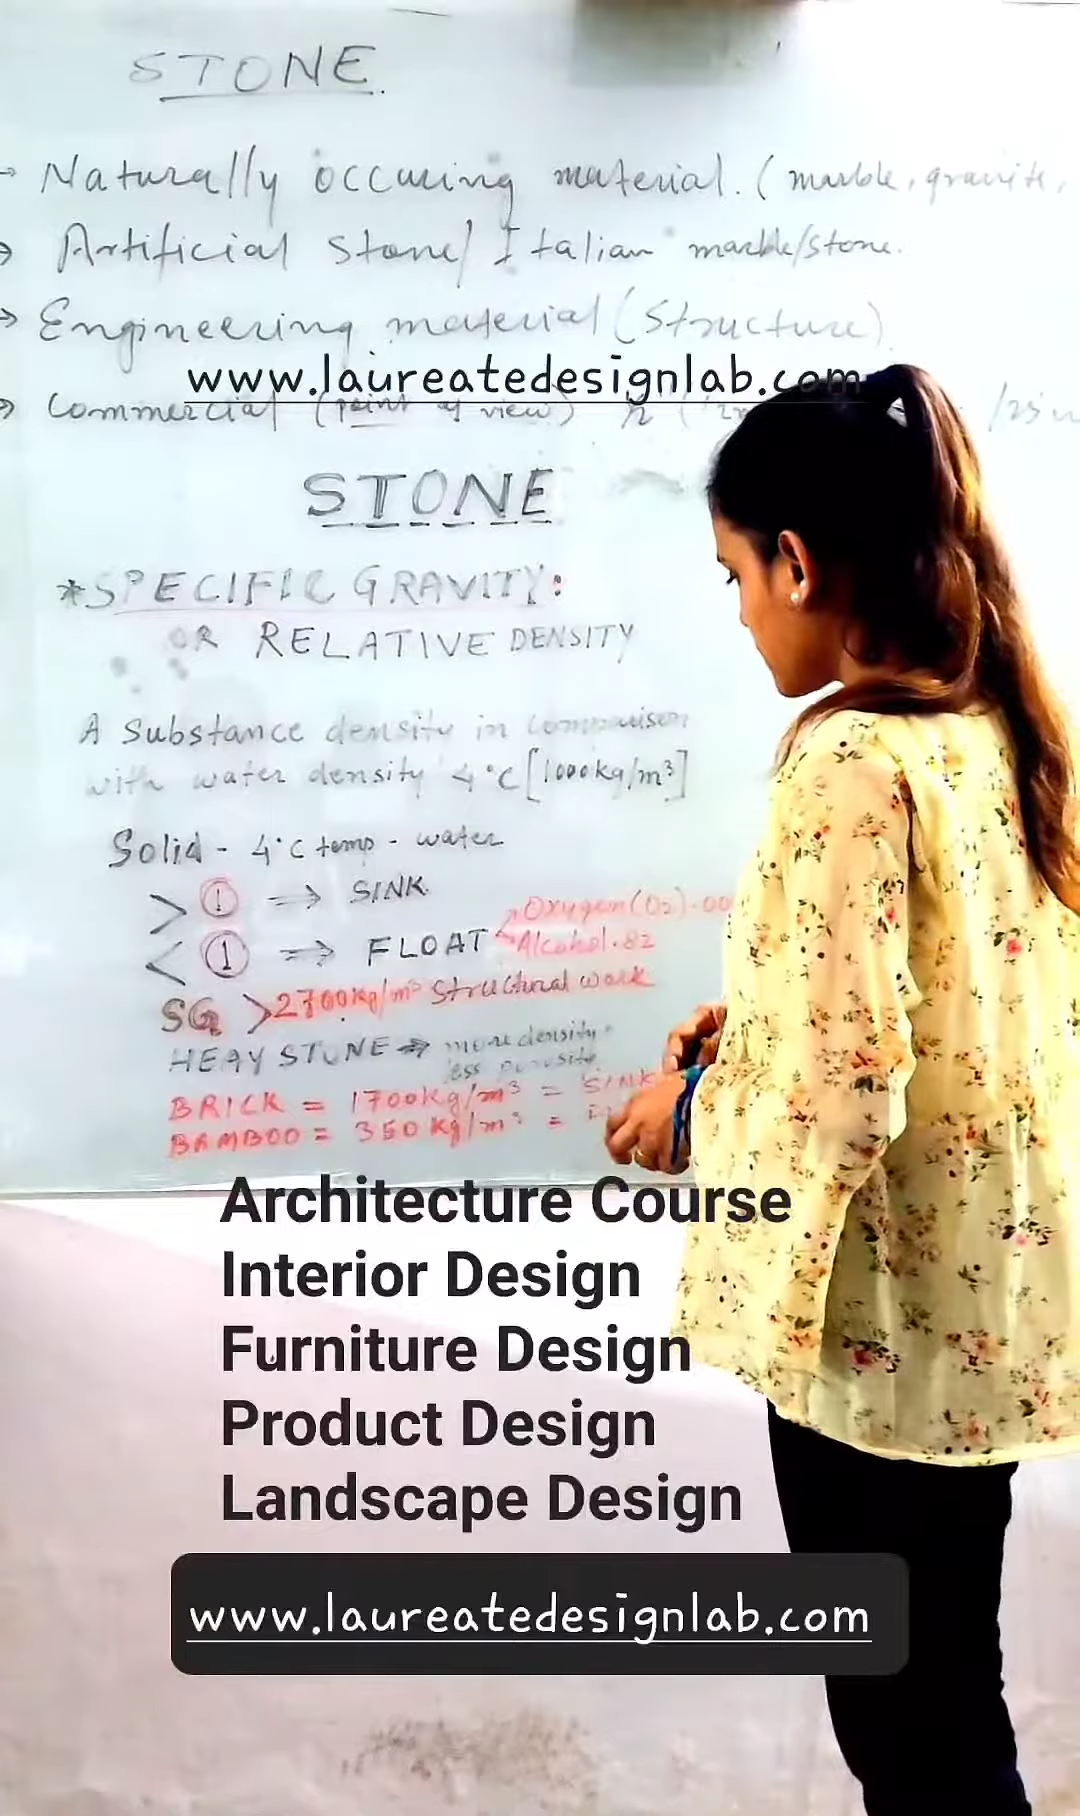 STONE.
→ Naturally occuring material. (marble, granite,
→ Artificial Stone/ Italian marble/stone.
→ Engineering material (Structure)
www.laureatedesignlab.com
→ Commercial (point of view) 1/2
STONE
*SPECIFIC GRAVITY:
OR RELATIVE DENSITY
A Substance density in comparison
with water density 4°C [1000kg/m³]
Solid - 4°C temp - water
> 1 ⇒ SINK
< 1 ⇒ FLOAT
Oxygen(O2).00
Alcohol.82
SG >2700kg/m³ Structural work
HEAY STONE → more density
less porosity
BRICK = 1700kg/m³ = SINK
BAMBOO = 350 kg/m³ =
Architecture Course
Interior Design
Furniture Design
Product Design
Landscape Design
www.laureatedesignlab.com